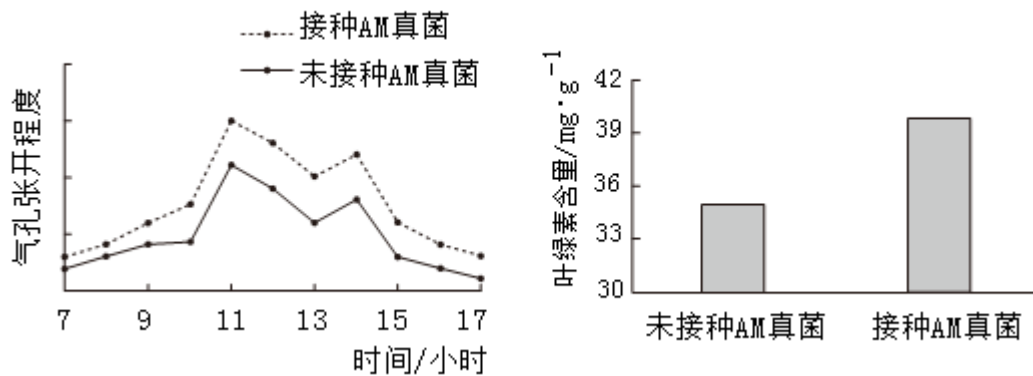 接种AM真菌
未接种AM真菌
气孔张开程度
7 9 11 13 15 17
时间/小时
叶绿素含量/mg·g⁻¹
42
39
36
33
30
未接种AM真菌 接种AM真菌